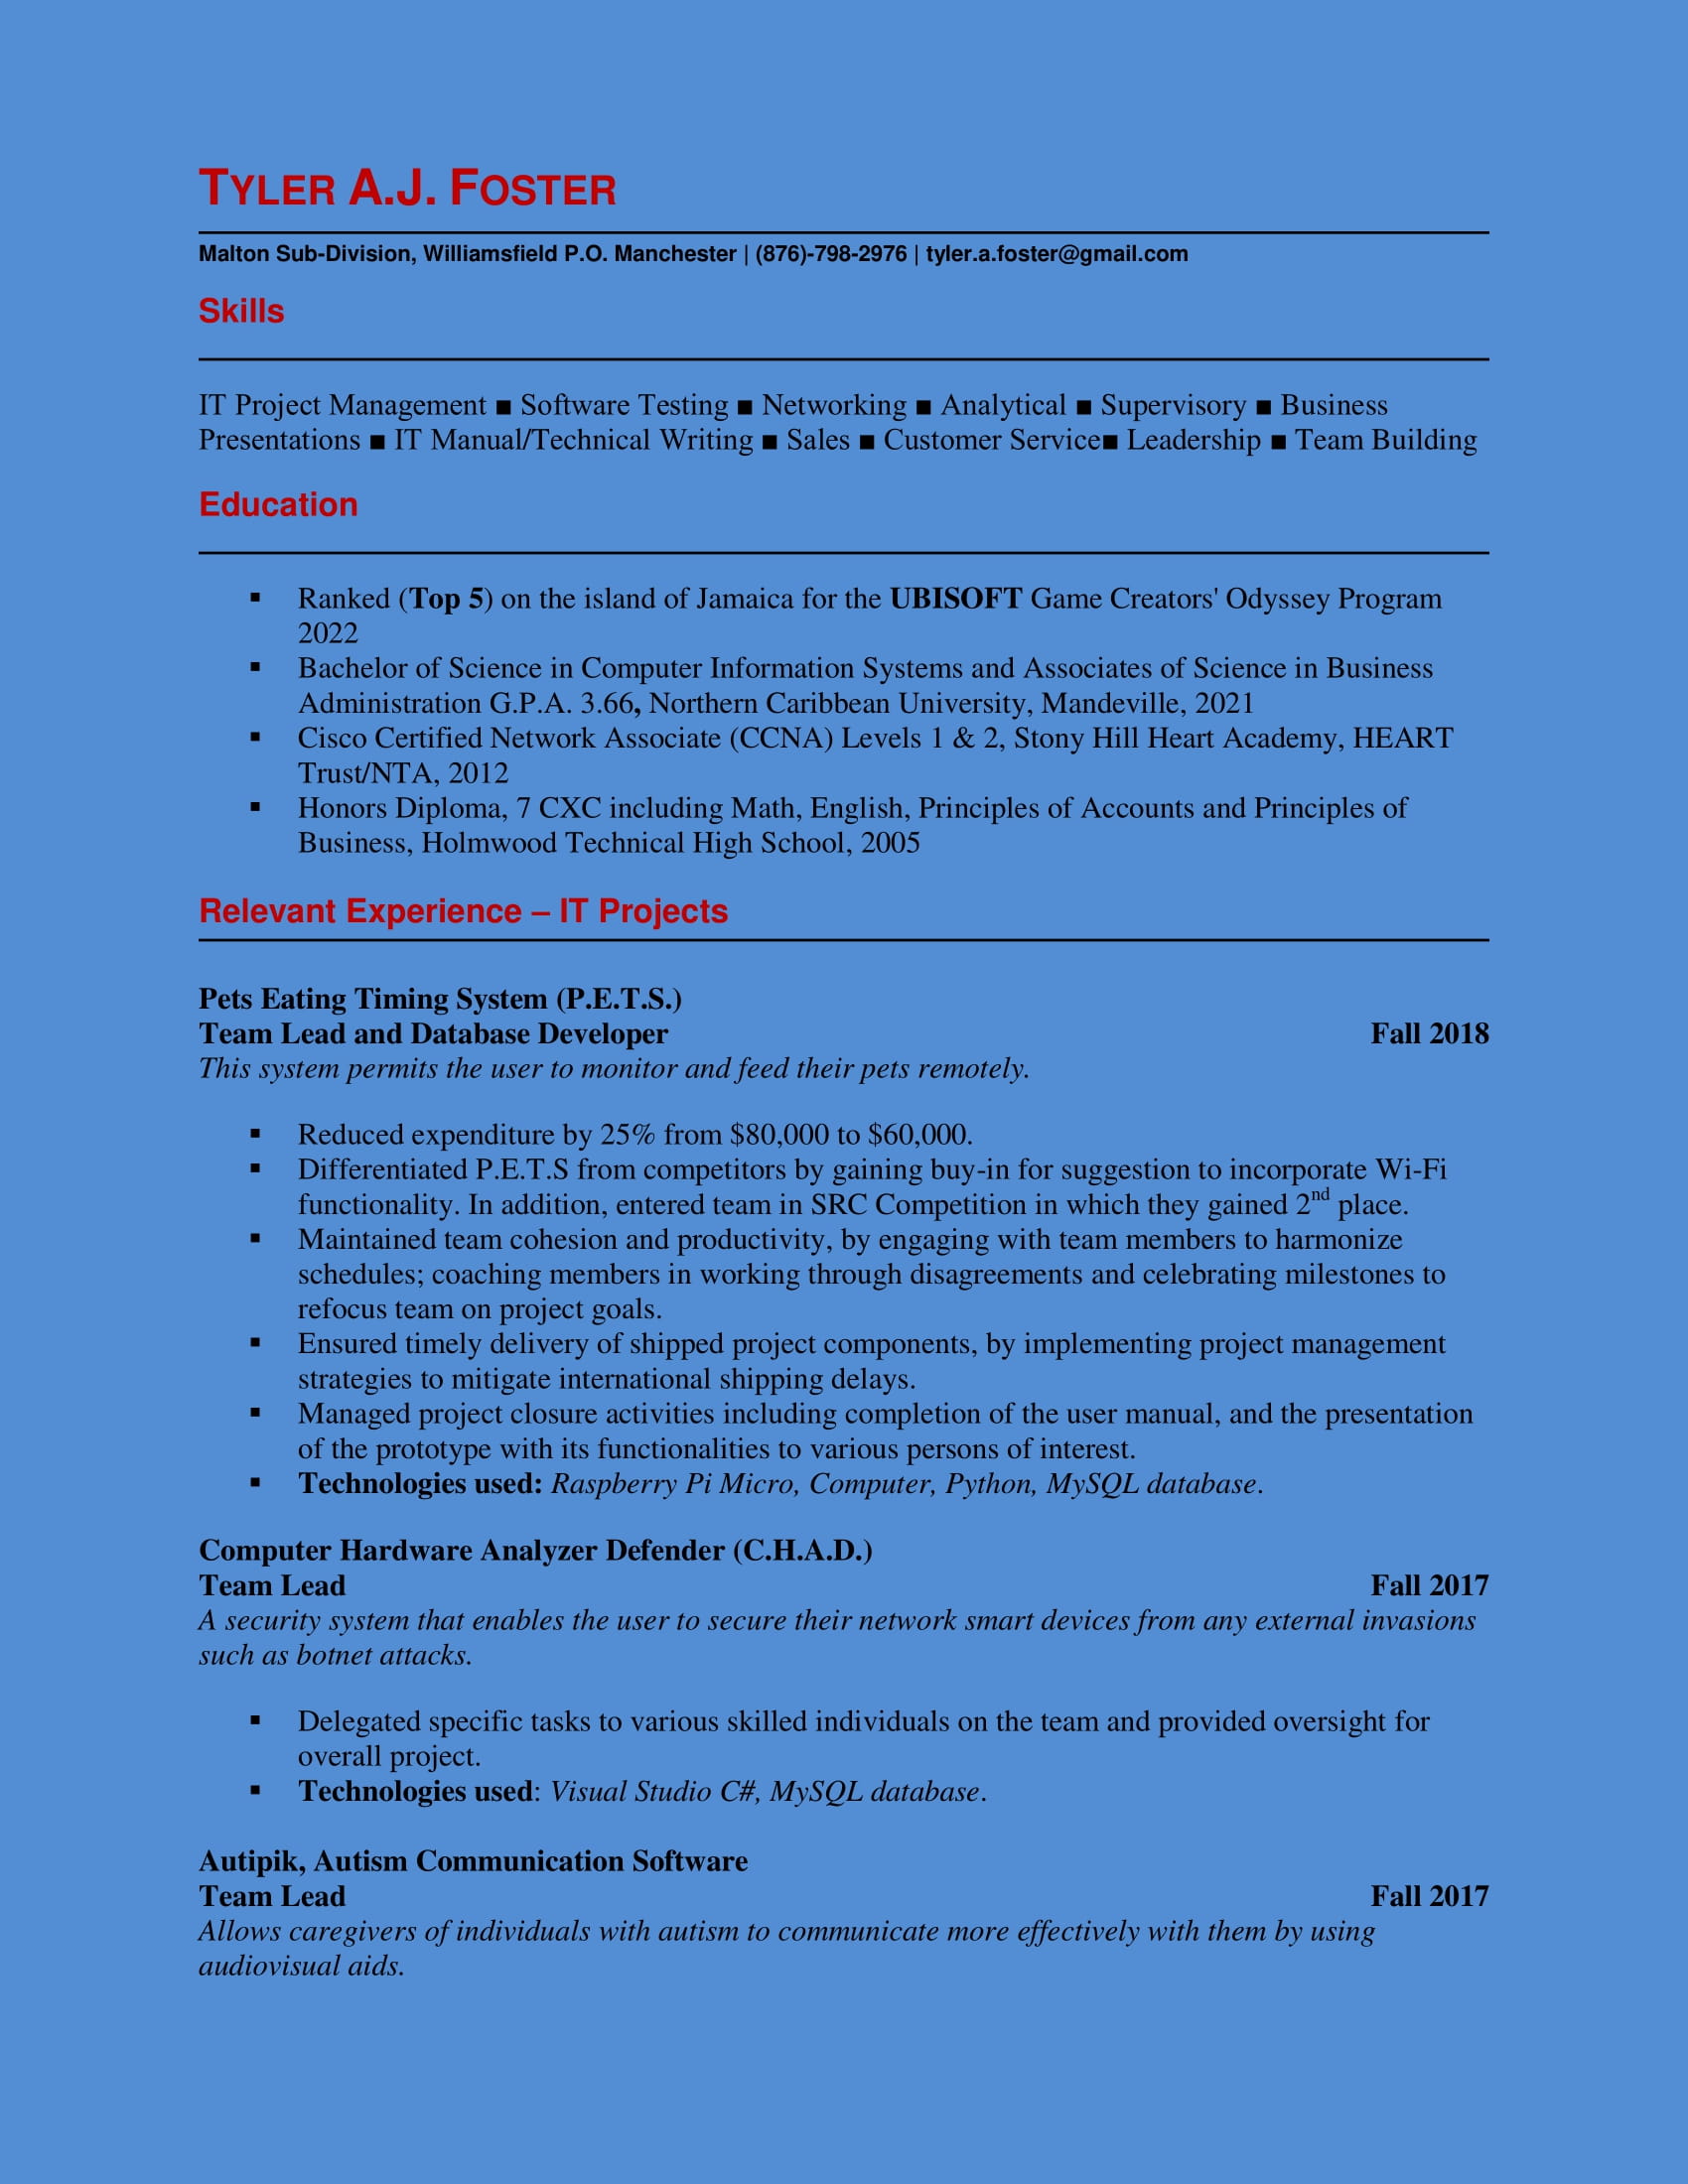 TYLER A.J. FOSTER
Malton Sub-Division, Williamsfield P.O. Manchester | (876)-798-2976 | tyler.a.foster@gmail.com
Skills
IT Project Management ■ Software Testing ■ Networking ■ Analytical ■ Supervisory ■ Business
Presentations ■ IT Manual/Technical Writing ■ Sales ■ Customer Service■ Leadership ■ Team Building
Education
▪ Ranked (Top 5) on the island of Jamaica for the UBISOFT Game Creators' Odyssey Program
2022
▪ Bachelor of Science in Computer Information Systems and Associates of Science in Business
Administration G.P.A. 3.66, Northern Caribbean University, Mandeville, 2021
▪ Cisco Certified Network Associate (CCNA) Levels 1 & 2, Stony Hill Heart Academy, HEART
Trust/NTA, 2012
▪ Honors Diploma, 7 CXC including Math, English, Principles of Accounts and Principles of
Business, Holmwood Technical High School, 2005
Relevant Experience – IT Projects
Pets Eating Timing System (P.E.T.S.)
Team Lead and Database Developer Fall 2018
This system permits the user to monitor and feed their pets remotely.
▪ Reduced expenditure by 25% from $80,000 to $60,000.
▪ Differentiated P.E.T.S from competitors by gaining buy-in for suggestion to incorporate Wi-Fi
functionality. In addition, entered team in SRC Competition in which they gained 2nd place.
▪ Maintained team cohesion and productivity, by engaging with team members to harmonize
schedules; coaching members in working through disagreements and celebrating milestones to
refocus team on project goals.
▪ Ensured timely delivery of shipped project components, by implementing project management
strategies to mitigate international shipping delays.
▪ Managed project closure activities including completion of the user manual, and the presentation
of the prototype with its functionalities to various persons of interest.
▪ Technologies used: Raspberry Pi Micro, Computer, Python, MySQL database.
Computer Hardware Analyzer Defender (C.H.A.D.)
Team Lead Fall 2017
A security system that enables the user to secure their network smart devices from any external invasions
such as botnet attacks.
▪ Delegated specific tasks to various skilled individuals on the team and provided oversight for
overall project.
▪ Technologies used: Visual Studio C#, MySQL database.
Autipik, Autism Communication Software
Team Lead Fall 2017
Allows caregivers of individuals with autism to communicate more effectively with them by using
audiovisual aids.